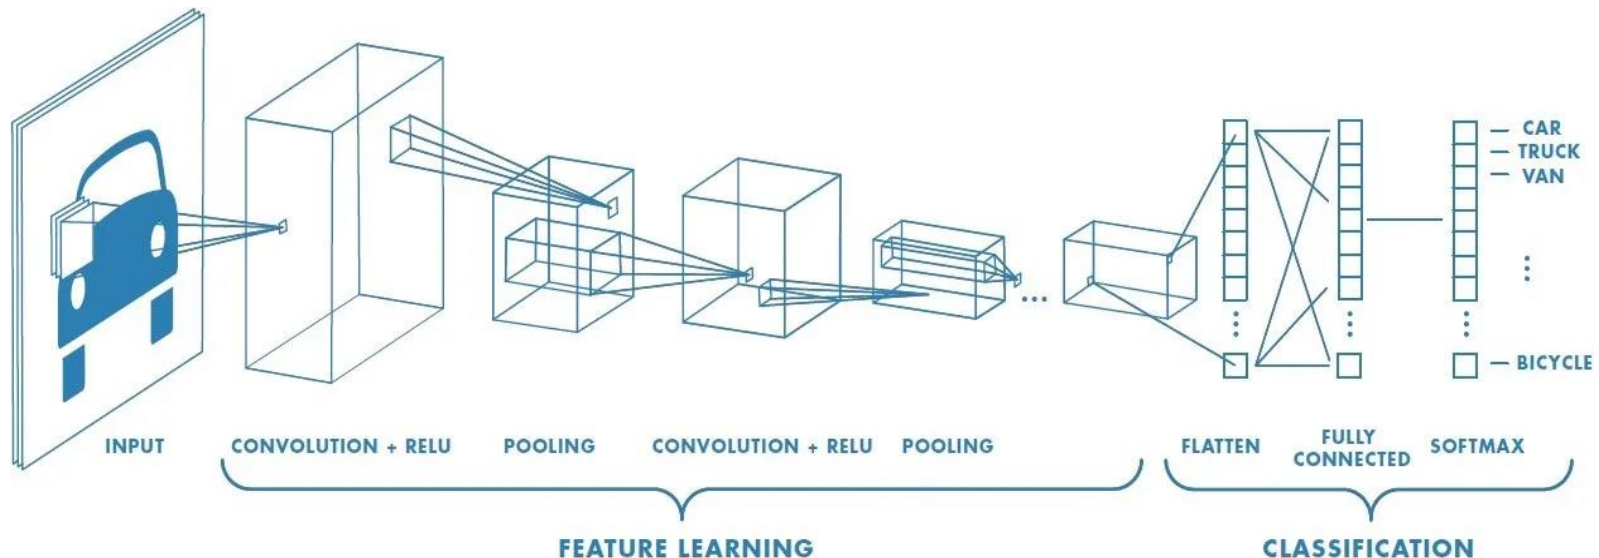 CAR
TRUCK
VAN
BICYCLE
INPUT
CONVOLUTION + RELU
POOLING
CONVOLUTION + RELU
POOLING
FLATTEN
FULLY
CONNECTED
SOFTMAX
FEATURE LEARNING
CLASSIFICATION